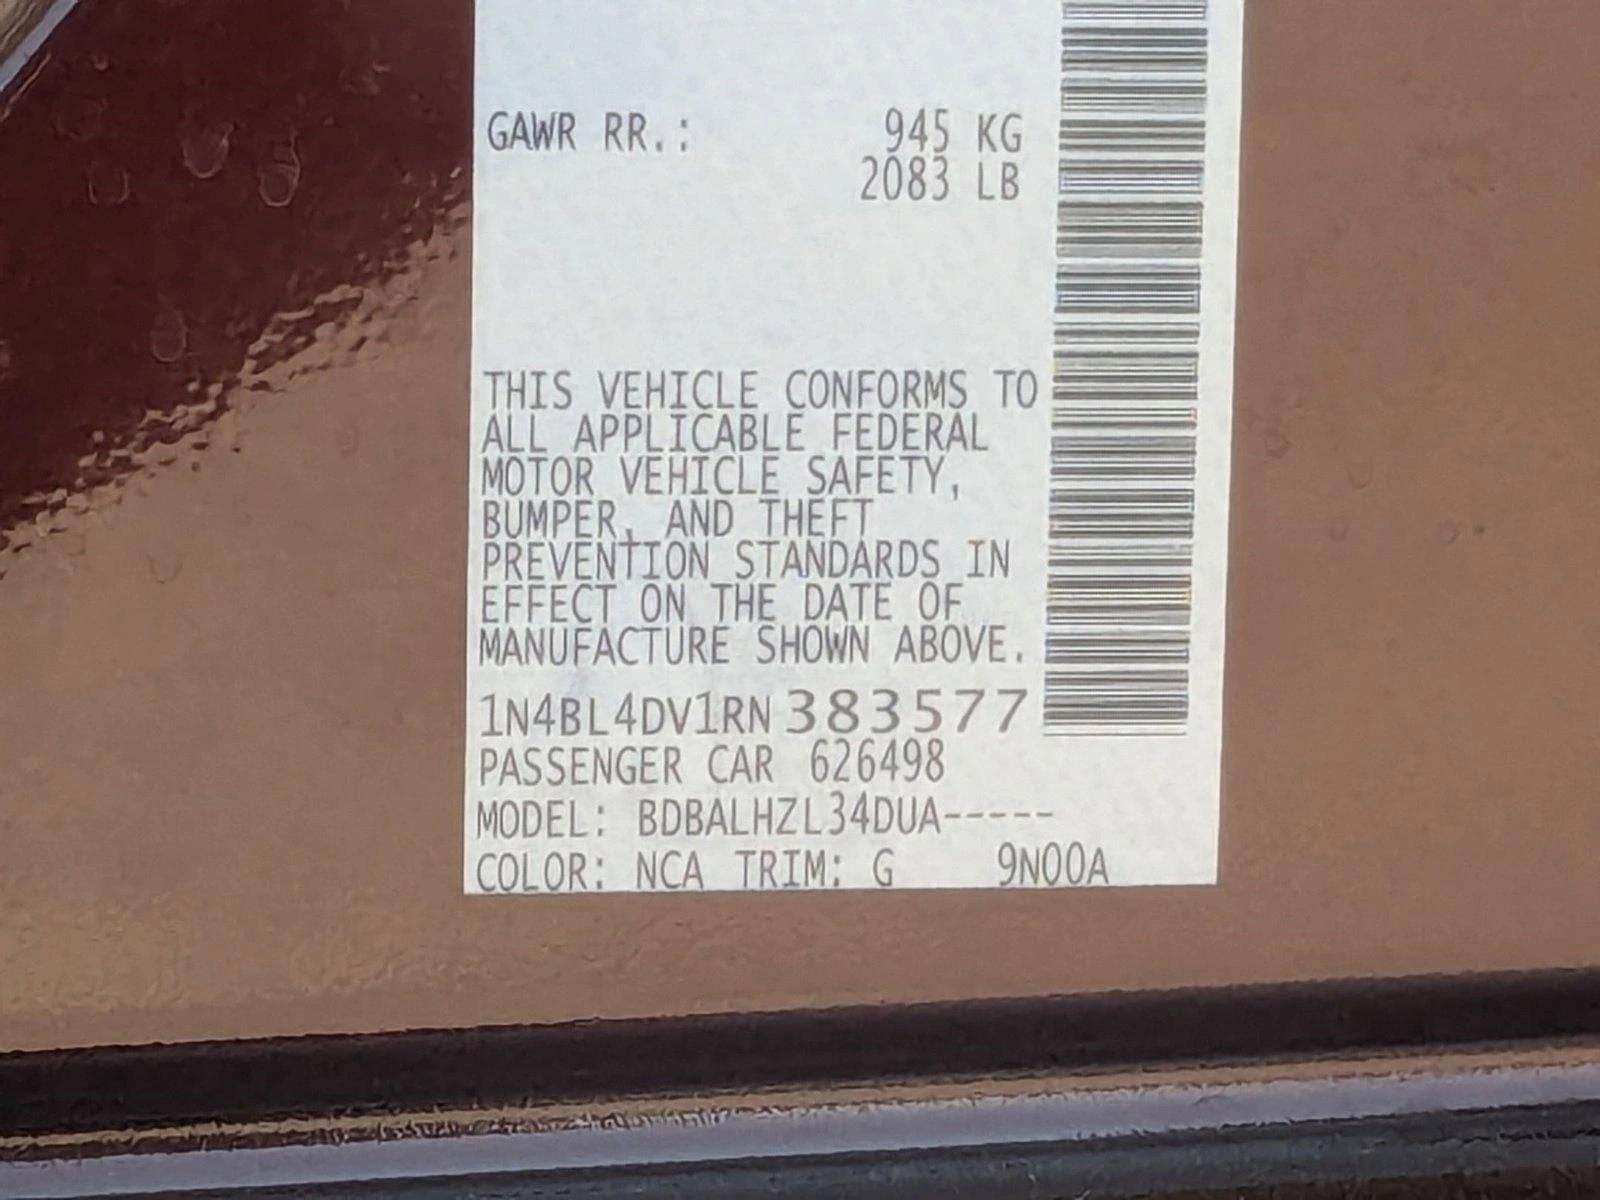 GAWR RR.: 945 KG
2083 LB
THIS VEHICLE CONFORMS TO
ALL APPLICABLE FEDERAL
MOTOR VEHICLE SAFETY,
BUMPER, AND THEFT
PREVENTION STANDARDS IN
EFFECT ON THE DATE OF
MANUFACTURE SHOWN ABOVE.
1N4BL4DV1RN383577
PASSENGER CAR 626498
MODEL: BDBALHZL34DUA-----
COLOR: NCA TRIM: G 9N00A